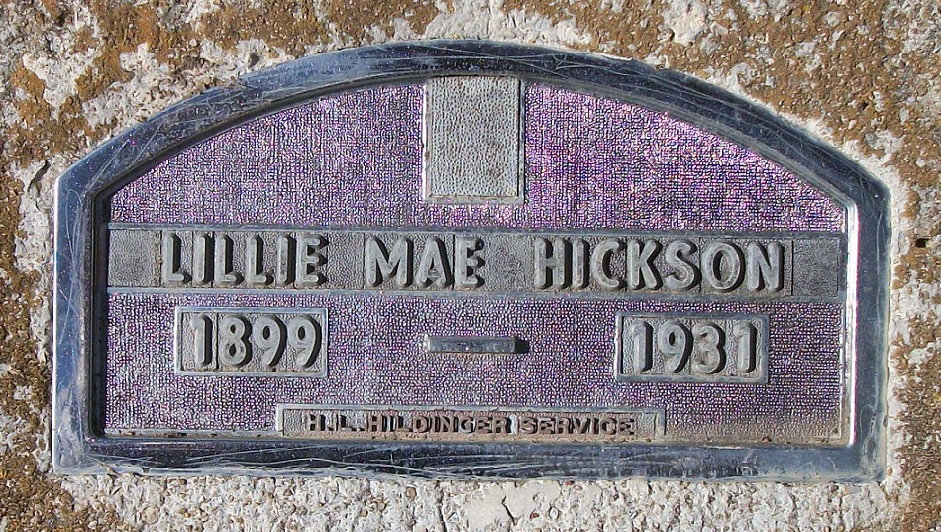 LILLIE MAE HICKSON
1899 — 1931
H.L. HILDINGER SERVICE